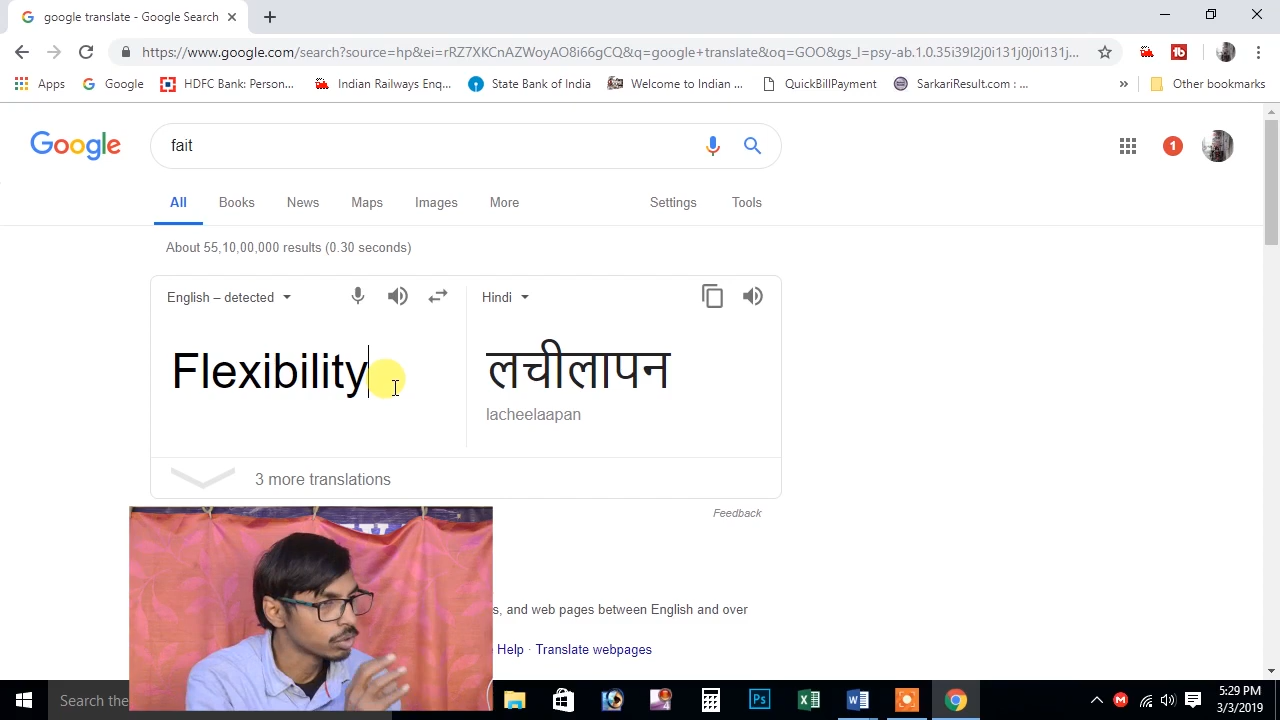 google translate - Google Search
https://www.google.com/search?source=hp&ei=rRZ7XKCnAZWoyAO8i66gCQ&q=google+translate&oq=GOO&gs_l=psy-ab.1.0.35i39l2j0i131j0j0i131j...
Apps Google HDFC Bank: Person... Indian Railways Enq... State Bank of India Welcome to Indian ... QuickBillPayment SarkariResult.com : ... » Other bookmarks
Google fait 1
All Books News Maps Images More Settings Tools
About 55,10,00,000 results (0.30 seconds)
English – detected Hindi
Flexibility लचीलापन
lacheelaapan
3 more translations
Feedback
s, and web pages between English and over
Help · Translate webpages
Search the
5:29 PM
3/3/2019